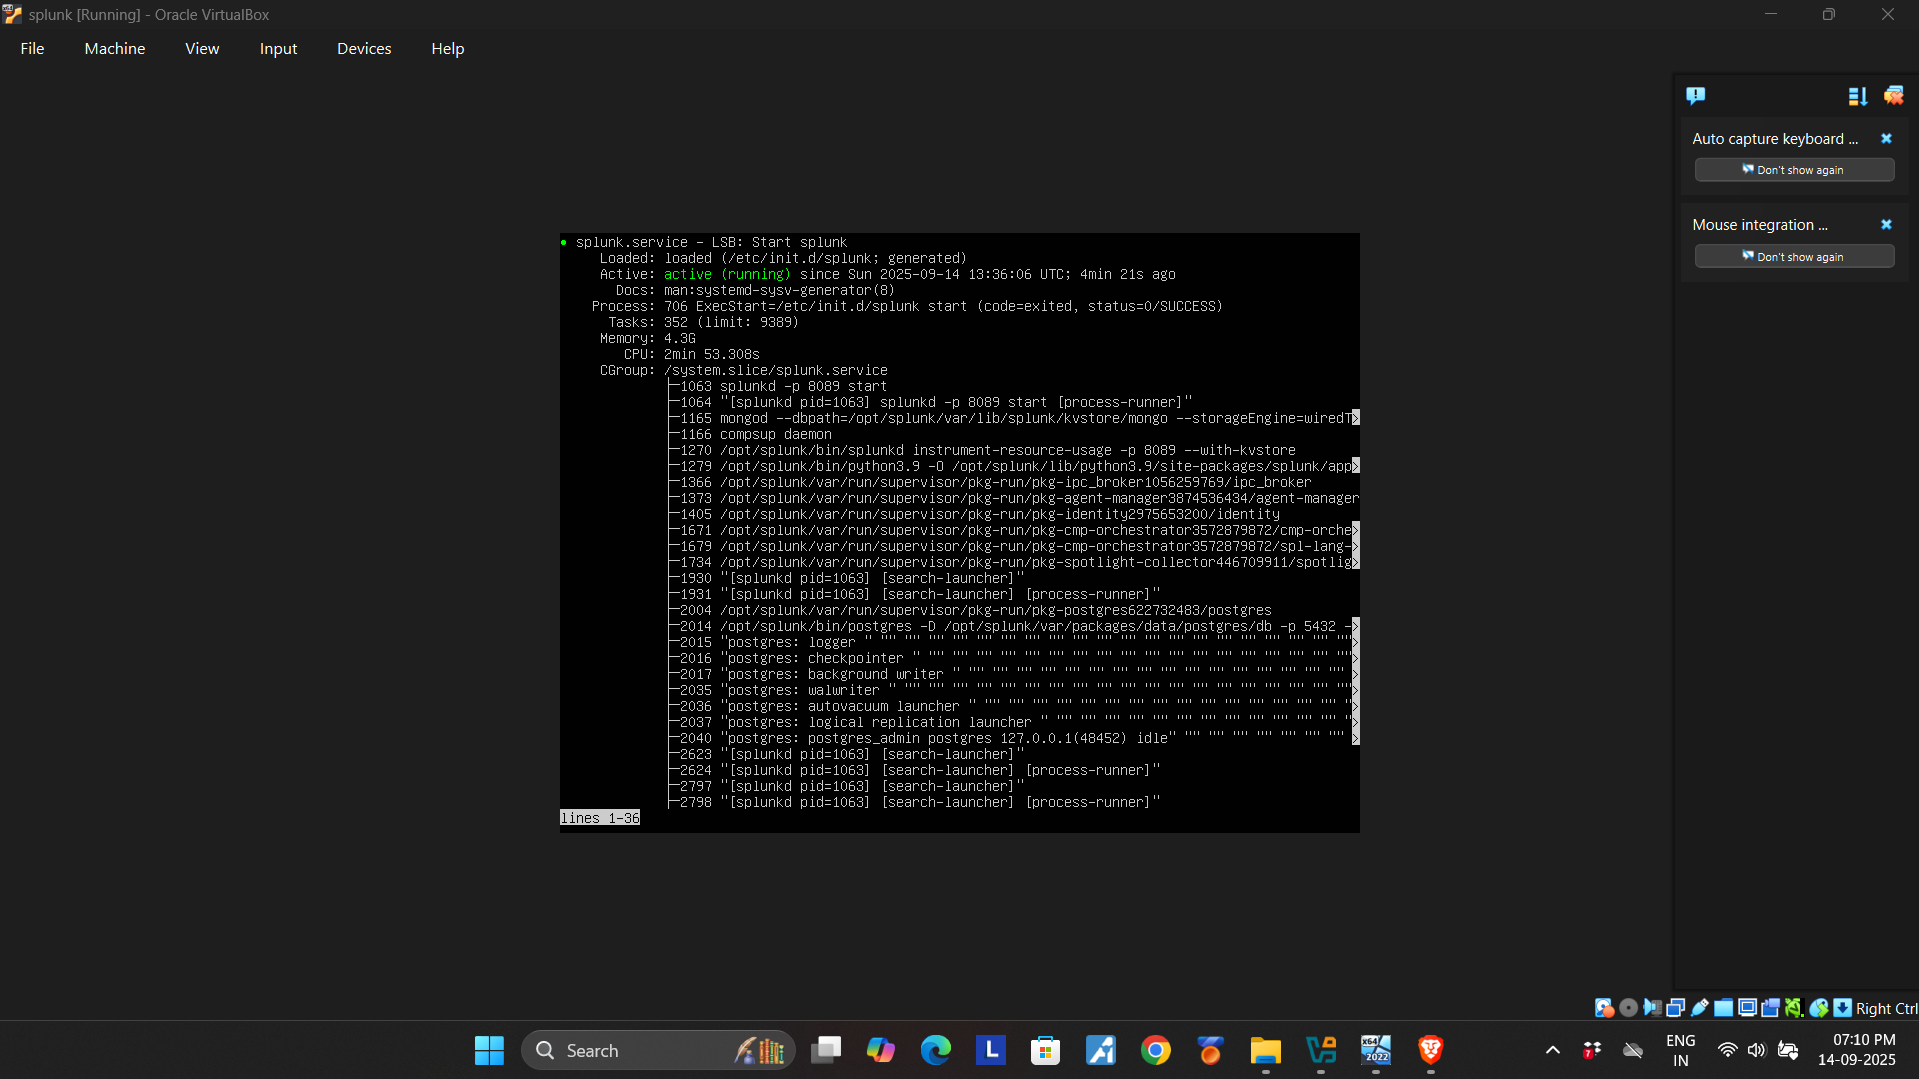 splunk [Running] - Oracle VirtualBox
File Machine View Input Devices Help
Auto capture keyboard ...
Don't show again
Mouse integration ...
Don't show again
● splunk.service - LSB: Start splunk
Loaded: loaded (/etc/init.d/splunk; generated)
Active: active (running) since Sun 2025-09-14 13:36:06 UTC; 4min 21s ago
Docs: man:systemd-sysv-generator(8)
Process: 706 ExecStart=/etc/init.d/splunk start (code=exited, status=0/SUCCESS)
Tasks: 352 (limit: 9389)
Memory: 4.3G
CPU: 2min 53.308s
CGroup: /system.slice/splunk.service
├─1063 splunkd -p 8089 start
├─1064 "[splunkd pid=1063] splunkd -p 8089 start [process-runner]"
├─1165 mongod --dbpath=/opt/splunk/var/lib/splunk/kvstore/mongo --storageEngine=wiredT>
├─1166 compsup daemon
├─1270 /opt/splunk/bin/splunkd instrument-resource-usage -p 8089 --with-kvstore
├─1279 /opt/splunk/bin/python3.9 -O /opt/splunk/lib/python3.9/site-packages/splunk/app>
├─1366 /opt/splunk/var/run/supervisor/pkg-run/pkg-ipc_broker1056259769/ipc_broker
├─1373 /opt/splunk/var/run/supervisor/pkg-run/pkg-agent-manager3874536434/agent-manager
├─1405 /opt/splunk/var/run/supervisor/pkg-run/pkg-identity2975653200/identity
├─1671 /opt/splunk/var/run/supervisor/pkg-run/pkg-cmp-orchestrator3572879872/cmp-orche>
├─1679 /opt/splunk/var/run/supervisor/pkg-run/pkg-cmp-orchestrator3572879872/spl-lang->
├─1734 /opt/splunk/var/run/supervisor/pkg-run/pkg-spotlight-collector446709911/spotlig>
├─1930 "[splunkd pid=1063] [search-launcher]"
├─1931 "[splunkd pid=1063] [search-launcher] [process-runner]"
├─2004 /opt/splunk/var/run/supervisor/pkg-run/pkg-postgres622732483/postgres
├─2014 /opt/splunk/bin/postgres -D /opt/splunk/var/packages/data/postgres/db -p 5432 ->
├─2015 "postgres: logger " "" "" "" "" "" "" "" "" "" "" "" "" "" "" "" "" "" "" "" "">
├─2016 "postgres: checkpointer " "" "" "" "" "" "" "" "" "" "" "" "" "" "" "" "" "" "">
├─2017 "postgres: background writer " "" "" "" "" "" "" "" "" "" "" "" "" "" "" "" "" >
├─2035 "postgres: walwriter " "" "" "" "" "" "" "" "" "" "" "" "" "" "" "" "" "" "" "">
├─2036 "postgres: autovacuum launcher " "" "" "" "" "" "" "" "" "" "" "" "" "" "" "" ">
├─2037 "postgres: logical replication launcher " "" "" "" "" "" "" "" "" "" "" "" "" ">
├─2040 "postgres: postgres_admin postgres 127.0.0.1(48452) idle" "" "" "" "" "" "" "" >
├─2623 "[splunkd pid=1063] [search-launcher]"
├─2624 "[splunkd pid=1063] [search-launcher] [process-runner]"
├─2797 "[splunkd pid=1063] [search-launcher]"
├─2798 "[splunkd pid=1063] [search-launcher] [process-runner]"
lines 1-36
Right Ctrl
Search
L
x64
2022
7
ENG
IN
07:10 PM
14-09-2025